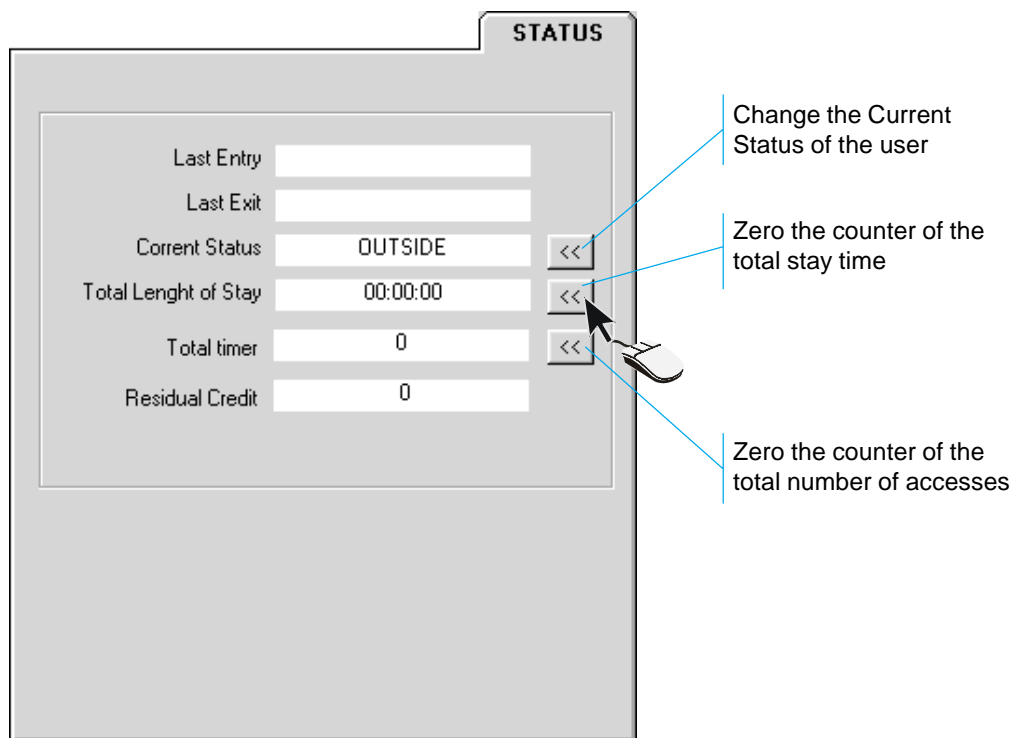 STATUS
Last Entry
Last Exit
Corrent Status OUTSIDE <<
Total Lenght of Stay 00:00:00 <<
Total timer 0 <<
Residual Credit 0
Change the Current
Status of the user
Zero the counter of the
total stay time
Zero the counter of the
total number of accesses